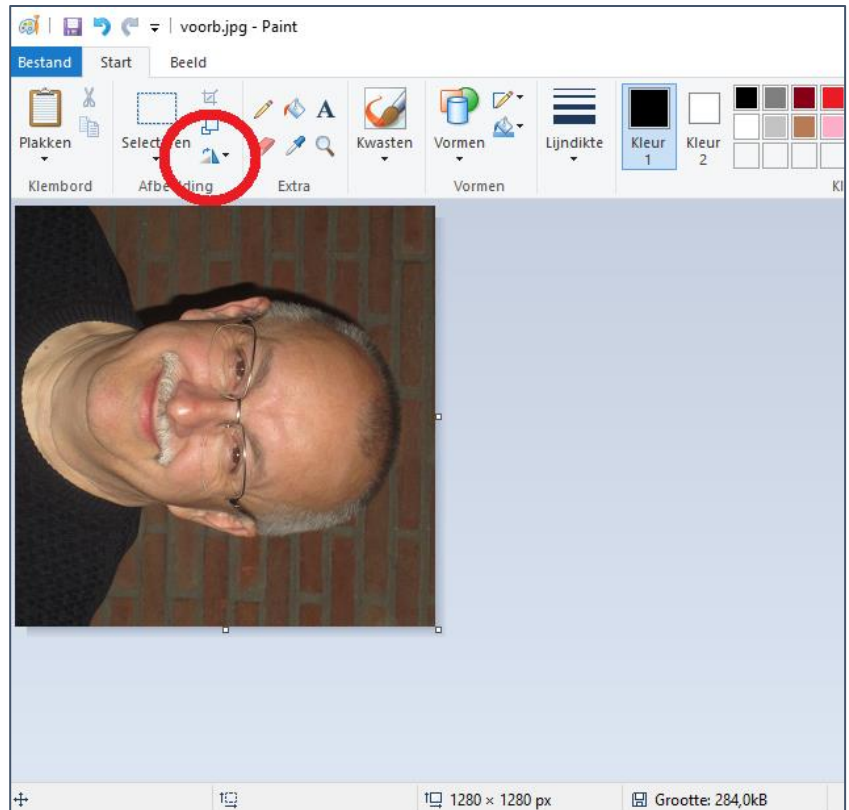 voorb.jpg - Paint
Bestand Start Beeld
Plakken Selecteren A Kwasten Vormen Lijndikte Kleur 1 Kleur 2
Klembord Afbeelding Extra Vormen Kl
1280 × 1280 px Grootte: 284,0kB